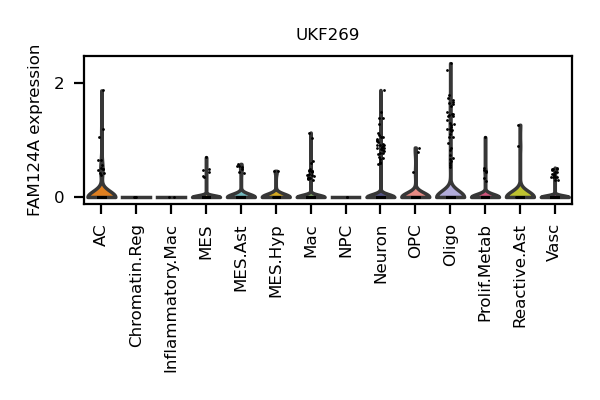 UKF269
FAM124A expression
2
0
AC
Chromatin.Reg
Inflammatory.Mac
MES
MES.Ast
MES.Hyp
Mac
NPC
Neuron
OPC
Oligo
Prolif.Metab
Reactive.Ast
Vasc